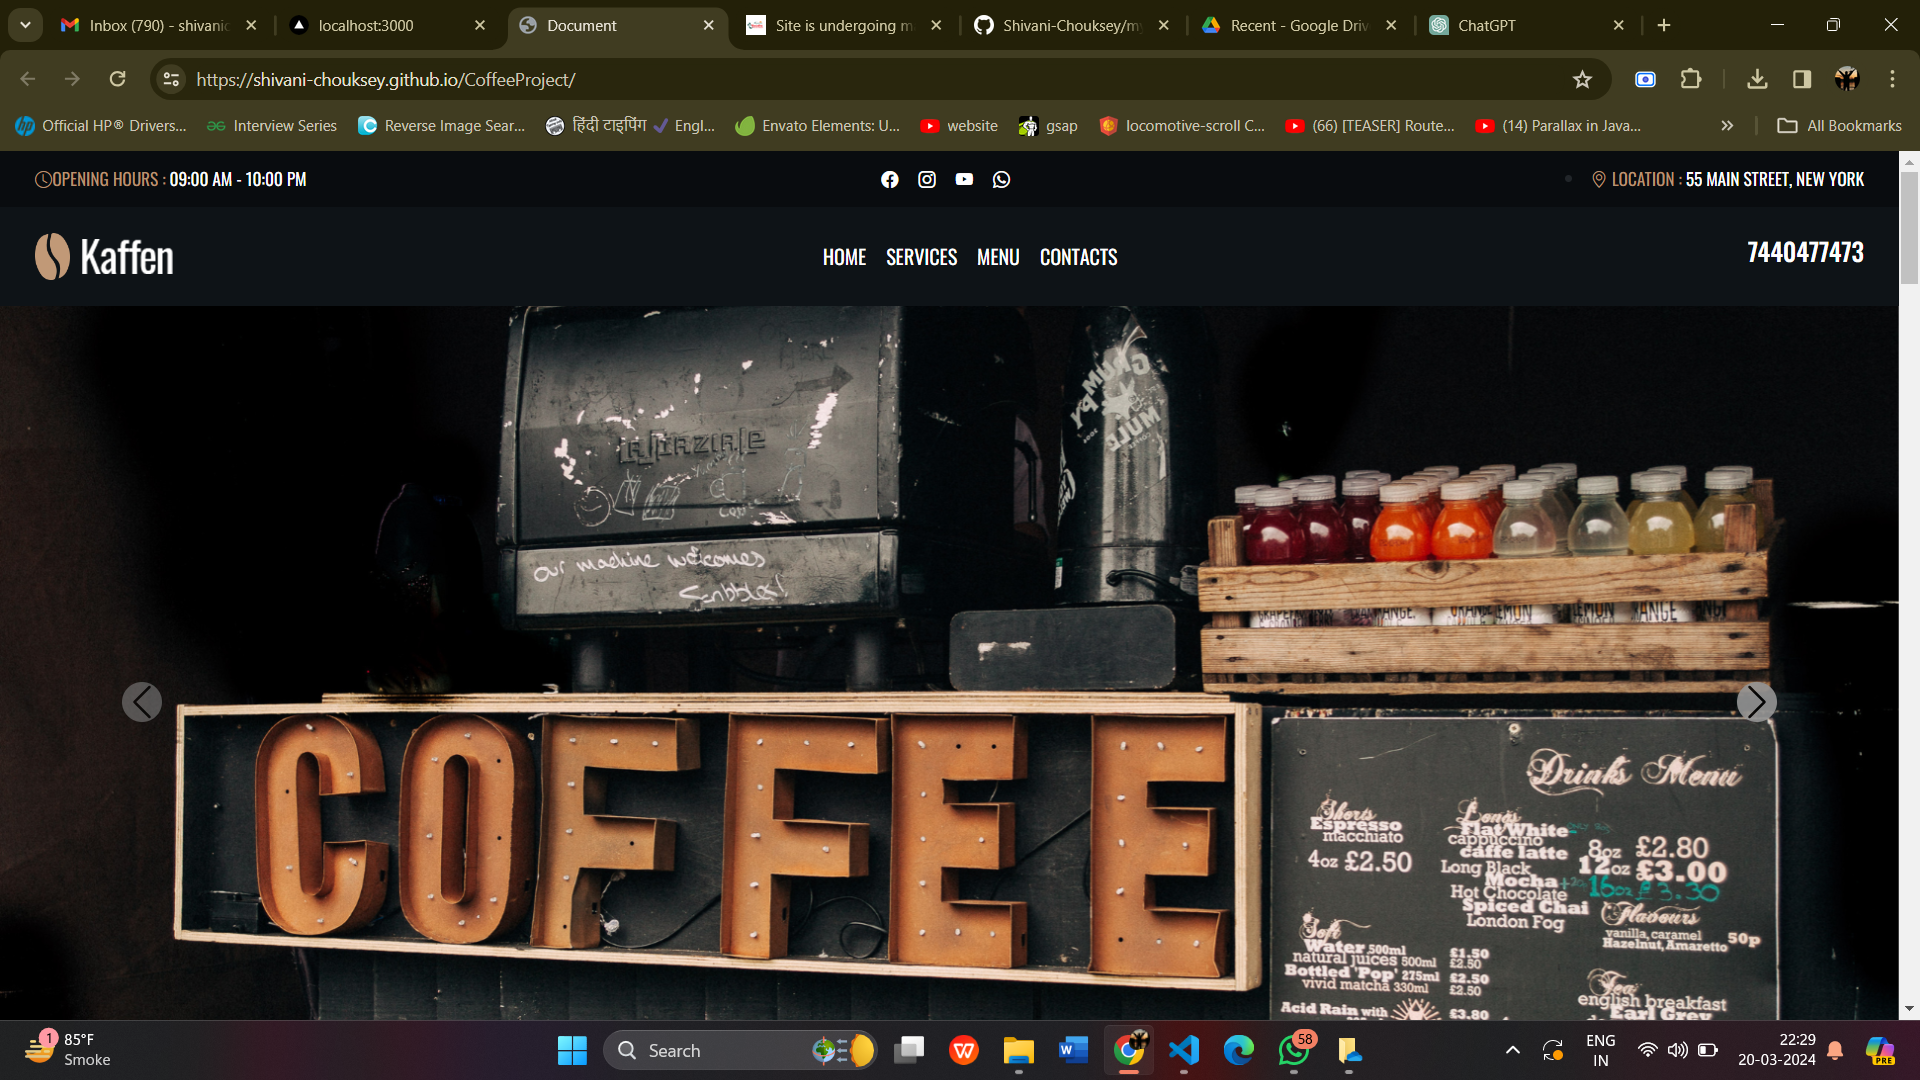 Inbox (790) - shivanic
localhost:3000
Document
Site is undergoing m
Shivani-Chouksey/my
Recent - Google Driv
ChatGPT
https://shivani-chouksey.github.io/CoffeeProject/
Official HP® Drivers...
Interview Series
Reverse Image Sear...
हिंदी टाइपिंग ✓ Engl...
Envato Elements: U...
website
gsap
locomotive-scroll C...
(66) [TEASER] Route...
(14) Parallax in Java...
All Bookmarks
OPENING HOURS : 09:00 AM - 10:00 PM
LOCATION : 55 MAIN STREET, NEW YORK
Kaffen
HOME SERVICES MENU CONTACTS
7440477473
GRUMPY
MULE
our machine welcomes
Scribbles!
COFFEE
Drinks Menu
Shorts
Espresso
macchiato
4oz £2.50
Longs
Flat White
cappuccino
caffe latte
Long Black
Mocha
Hot Chocolate
Spiced Chai
London Fog
8oz £2.80
12oz £3.00
16oz £3.30
Flavours
vanilla, caramel
Hazelnut, Amaretto 50p
Soft
Water 500ml £1.50
natural juices 500ml £2.50
Bottled 'Pop' 275ml £2.50
vivid matcha 330ml £2.50
Acid Rain with £3.80
Tea
english breakfast
Earl Grey
1
85°F
Smoke
Search
58
ENG
IN
22:29
20-03-2024
PRE